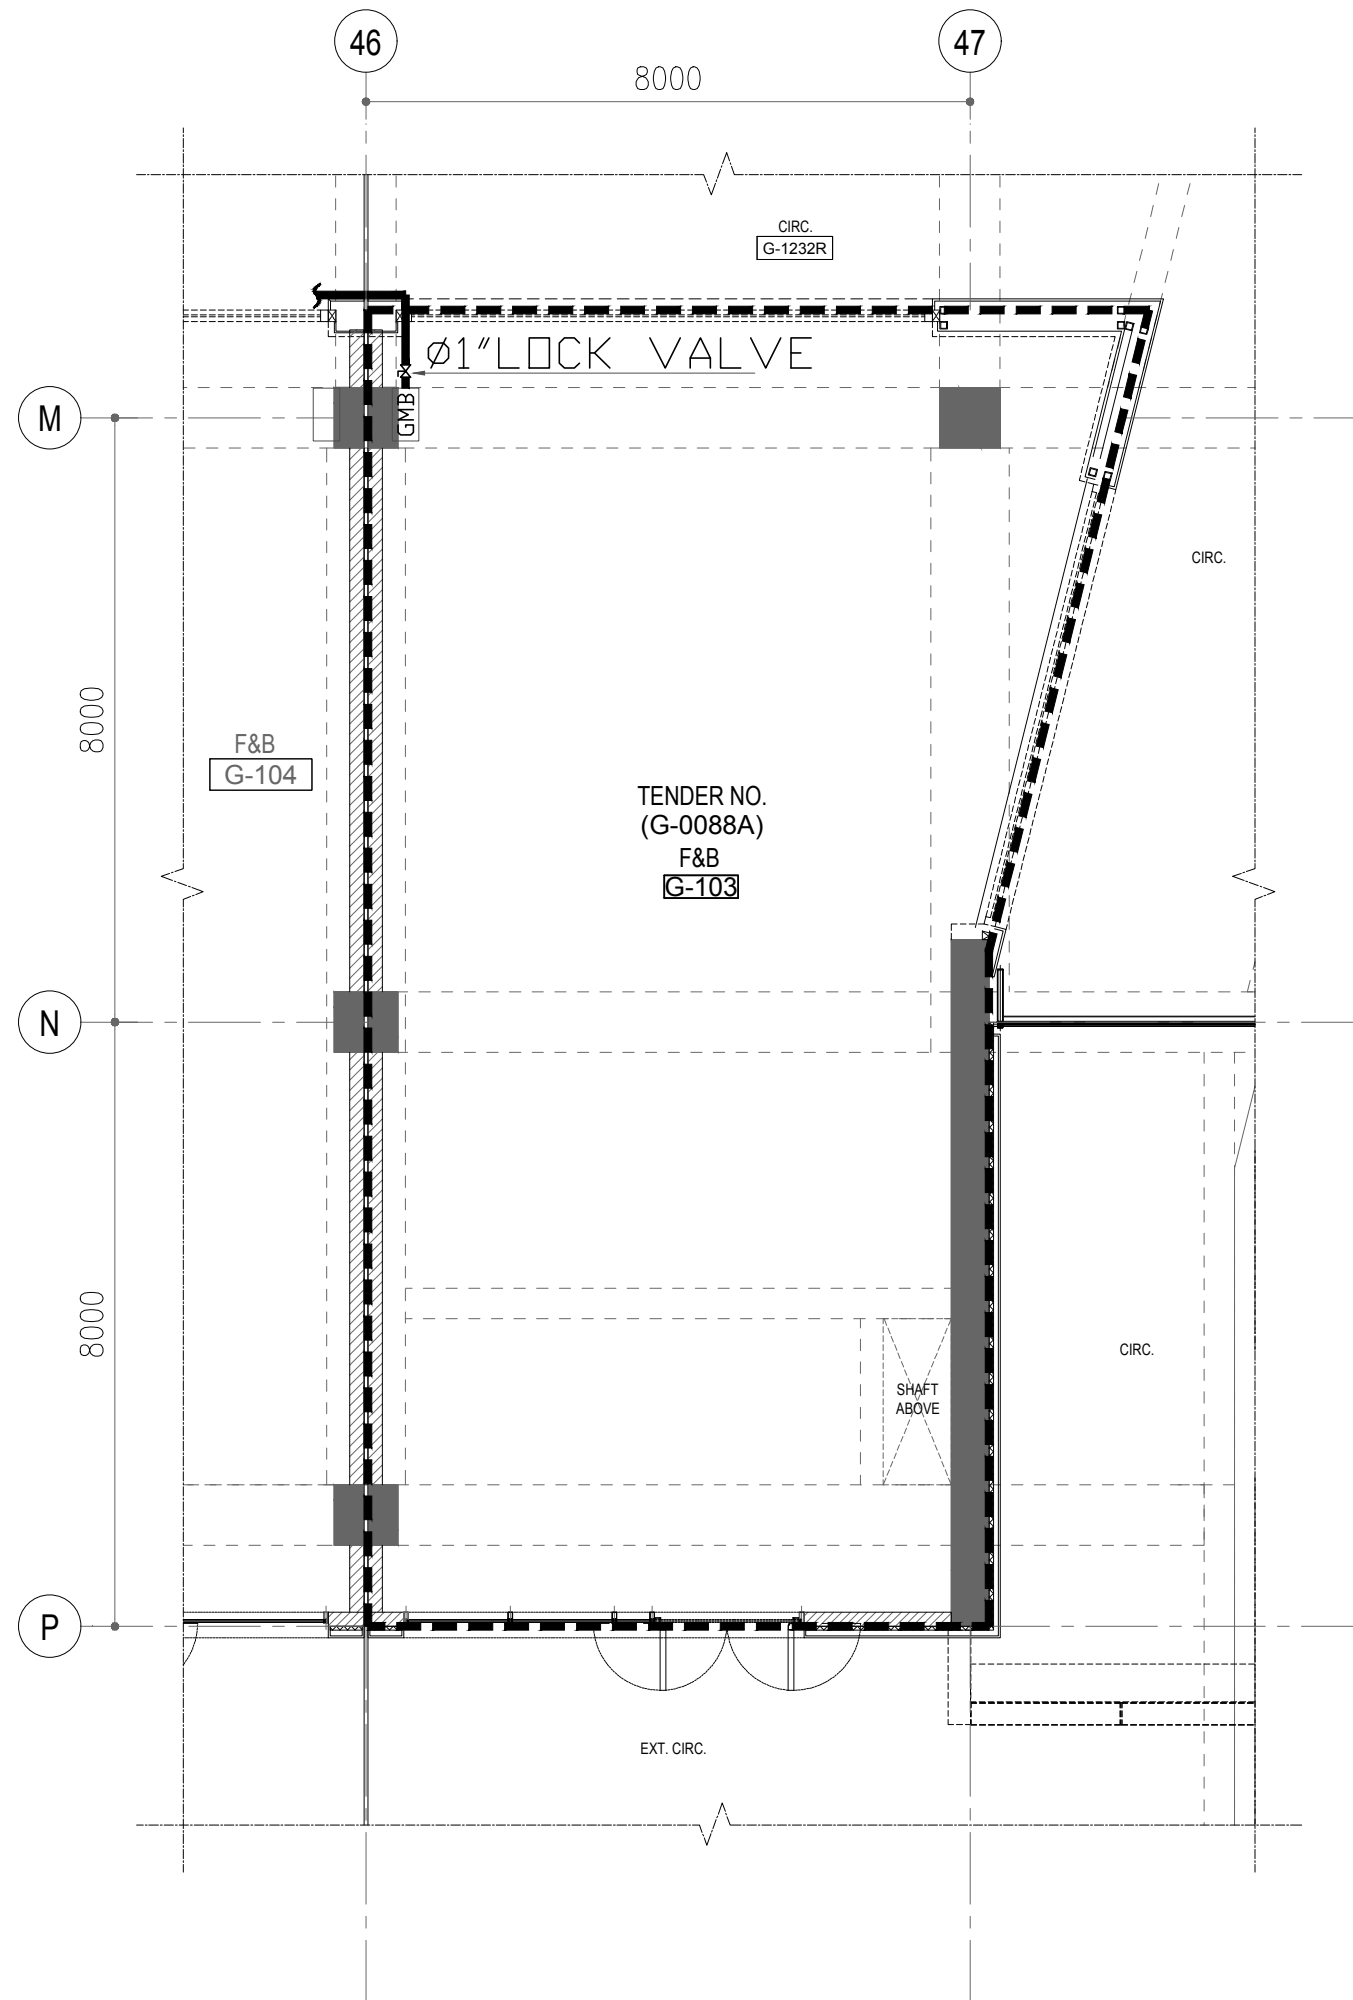 46
47
8000
CIRC.
G-1232R
Ø1"LOCK VALVE
GMB
M
CIRC.
8000
F&B
G-104
TENDER NO.
(G-0088A)
F&B
G-103
N
8000
CIRC.
SHAFT
ABOVE
P
EXT. CIRC.